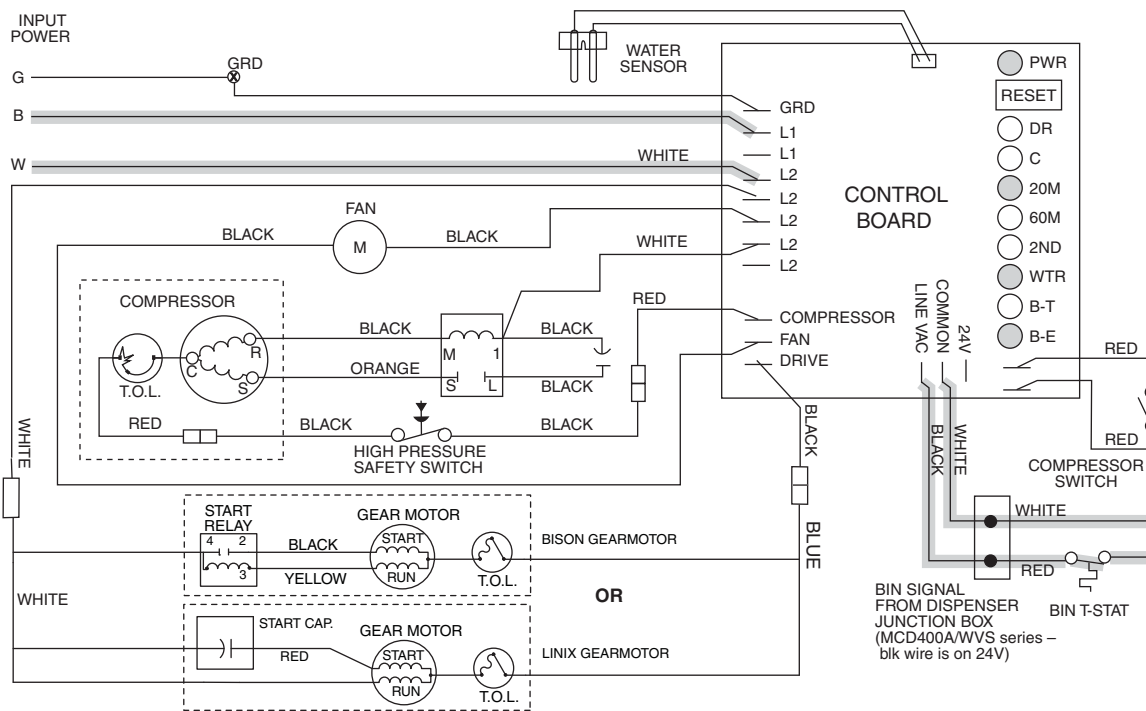 INPUT
POWER
G
GRD
B
W
WHITE
WATER
SENSOR
GRD
L1
L1
L2
L2
L2
L2
L2
CONTROL
BOARD
PWR
RESET
DR
C
20M
60M
2ND
WTR
B-T
B-E
FAN
M
BLACK
BLACK
WHITE
RED
COMPRESSOR
FAN
DRIVE
LINE VAC
COMMON
24V
RED
RED
COMPRESSOR
SWITCH
COMPRESSOR
T.O.L.
C
R
S
BLACK
ORANGE
M
1
S
L
BLACK
BLACK
RED
BLACK
BLACK
HIGH PRESSURE
SAFETY SWITCH
WHITE
BLACK
BLUE
BLACK
WHITE
WHITE
RED
BIN T-STAT
BIN SIGNAL
FROM DISPENSER
JUNCTION BOX
(MCD400A/WVS series –
blk wire is on 24V)
START
RELAY
4
2
3
BLACK
YELLOW
GEAR MOTOR
START
RUN
T.O.L.
BISON GEARMOTOR
OR
WHITE
START CAP.
RED
GEAR MOTOR
START
RUN
T.O.L.
LINIX GEARMOTOR